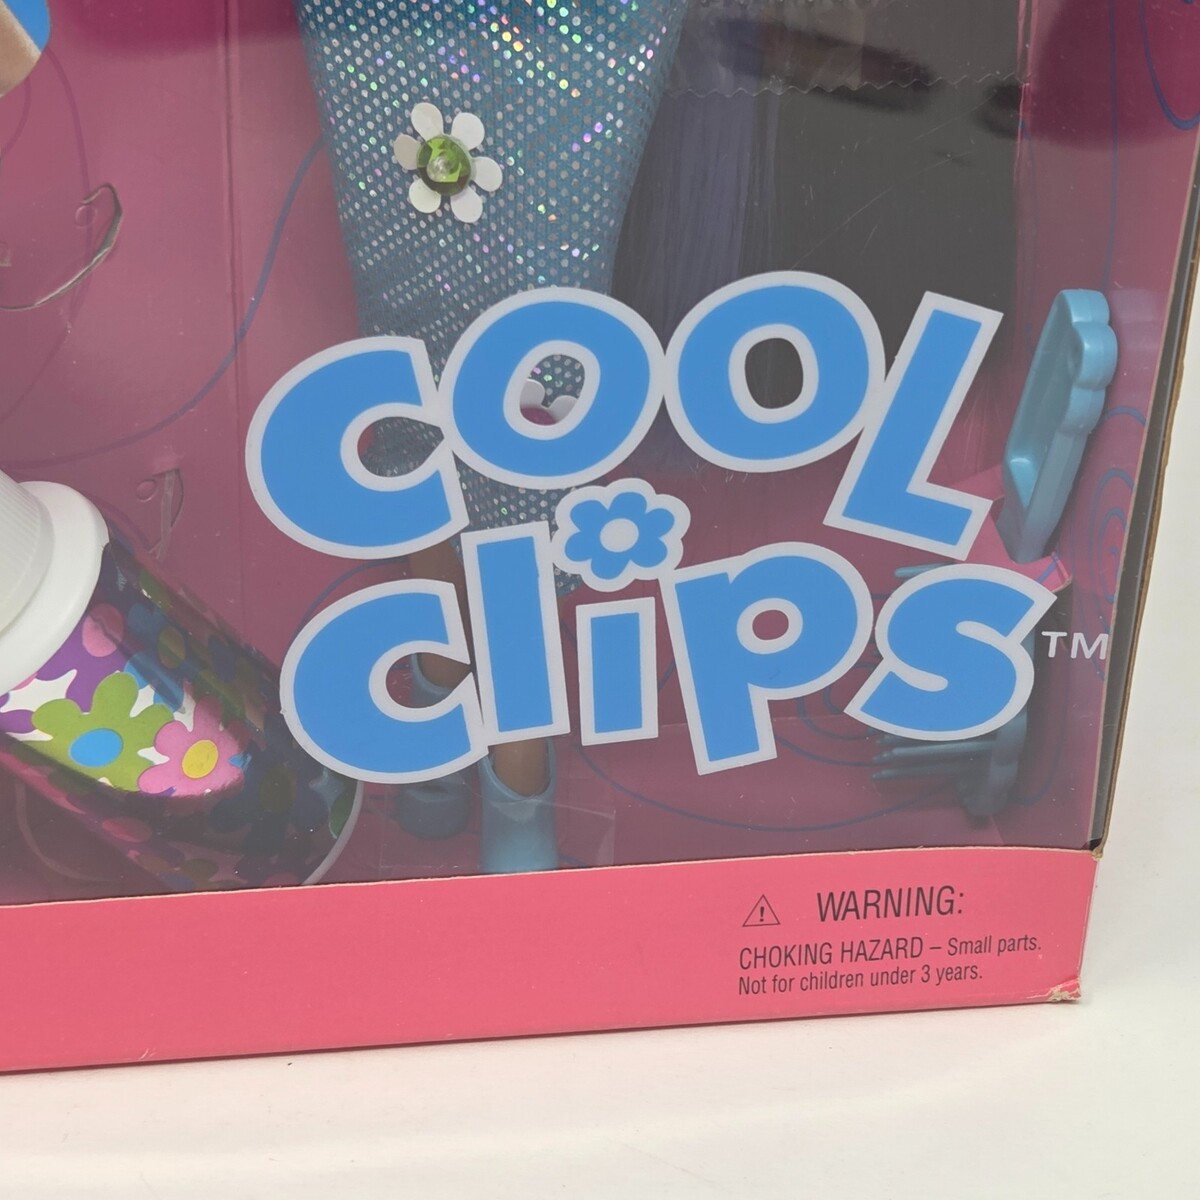 cool
clips™
⚠ WARNING:
CHOKING HAZARD – Small parts.
Not for children under 3 years.